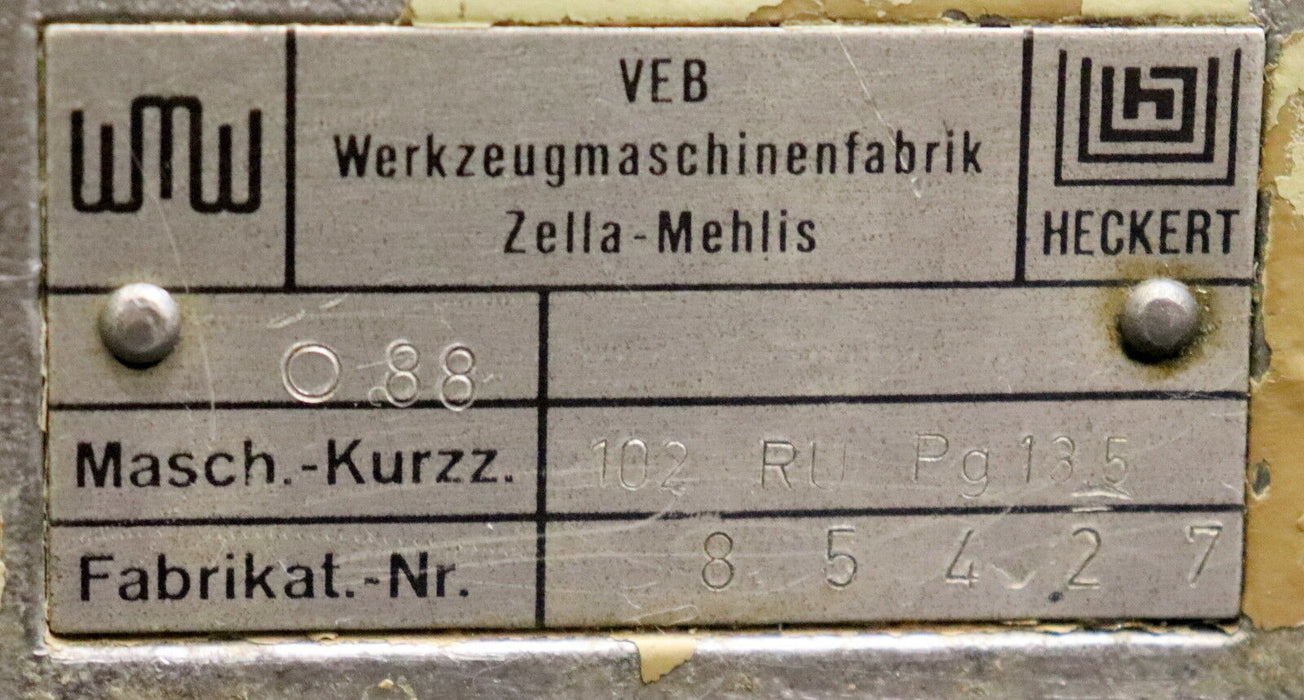 WMW
VEB
Werkzeugmaschinenfabrik
Zella-Mehlis
HECKERT
O 88
Masch.-Kurzz. 102 RU Pg 13 5
Fabrikat.-Nr. 8 5 4 2 7